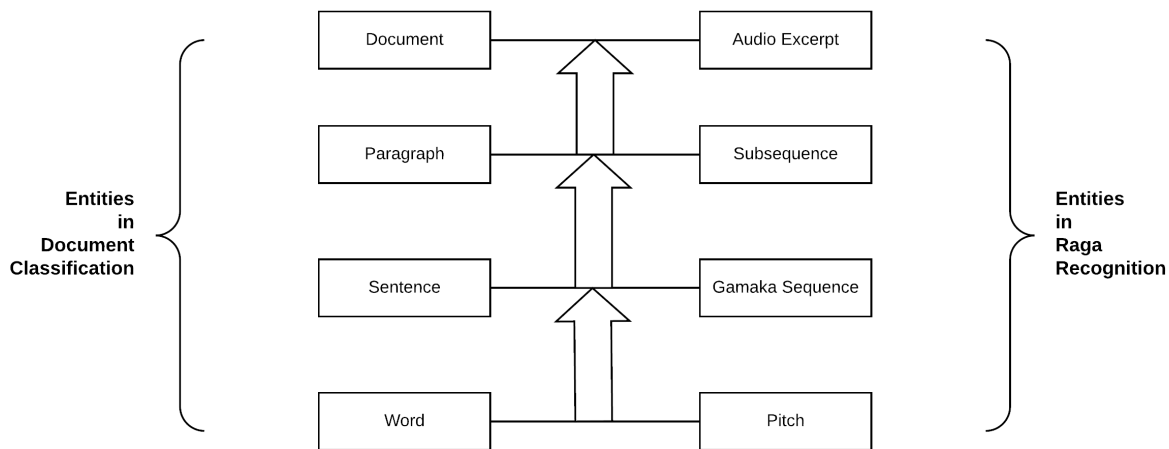 Document
Audio Excerpt
Paragraph
Subsequence
Entities
in
Document
Classification
Entities
in
Raga
Recognition
Sentence
Gamaka Sequence
Word
Pitch